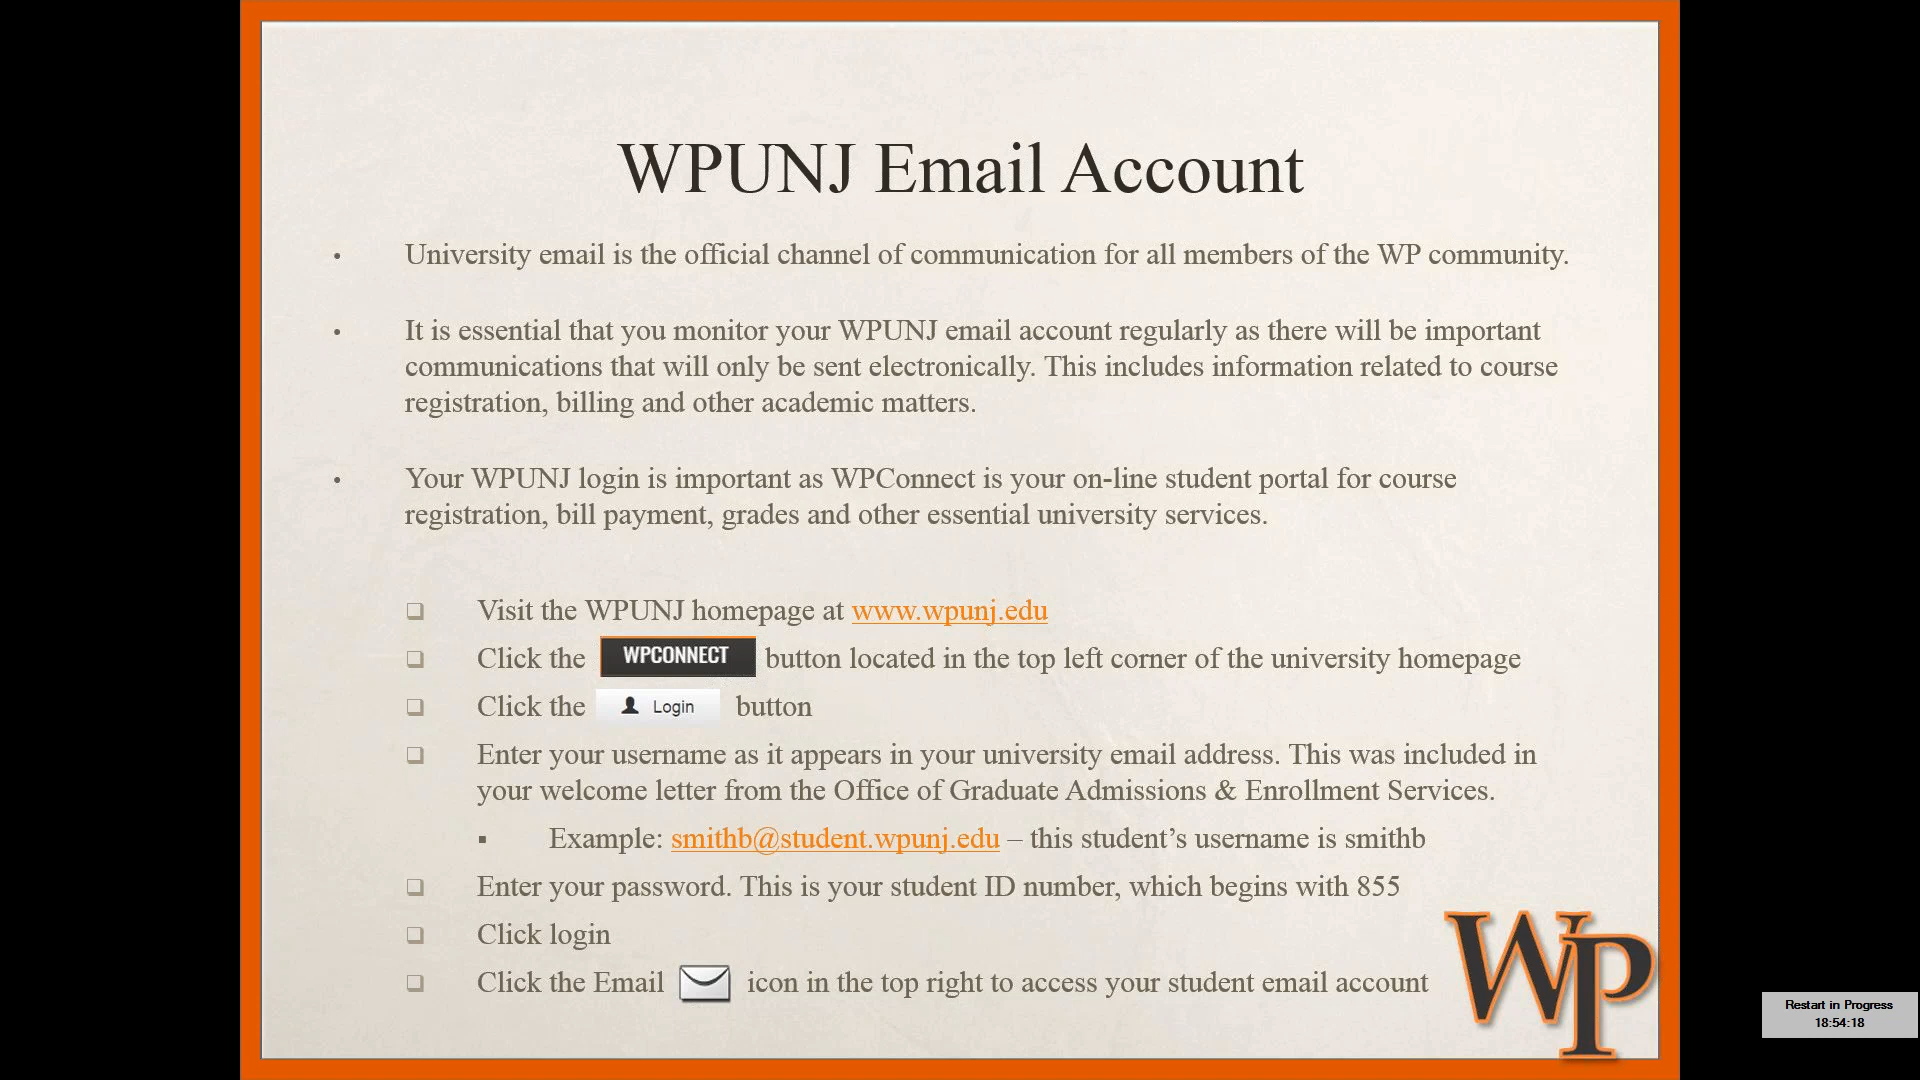 WPUNJ Email Account
• University email is the official channel of communication for all members of the WP community.
• It is essential that you monitor your WPUNJ email account regularly as there will be important
communications that will only be sent electronically. This includes information related to course
registration, billing and other academic matters.
• Your WPUNJ login is important as WPConnect is your on-line student portal for course
registration, bill payment, grades and other essential university services.
❑ Visit the WPUNJ homepage at www.wpunj.edu
❑ Click the WPCONNECT button located in the top left corner of the university homepage
❑ Click the Login button
❑ Enter your username as it appears in your university email address. This was included in
your welcome letter from the Office of Graduate Admissions & Enrollment Services.
▪ Example: smithb@student.wpunj.edu – this student’s username is smithb
❑ Enter your password. This is your student ID number, which begins with 855
❑ Click login
❑ Click the Email icon in the top right to access your student email account
WP
Restart in Progress
18:54:18